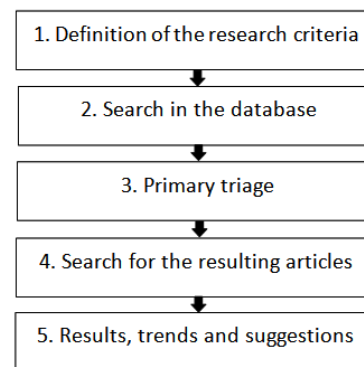 1. Definition of the research criteria
2. Search in the database
3. Primary triage
4. Search for the resulting articles
5. Results, trends and suggestions